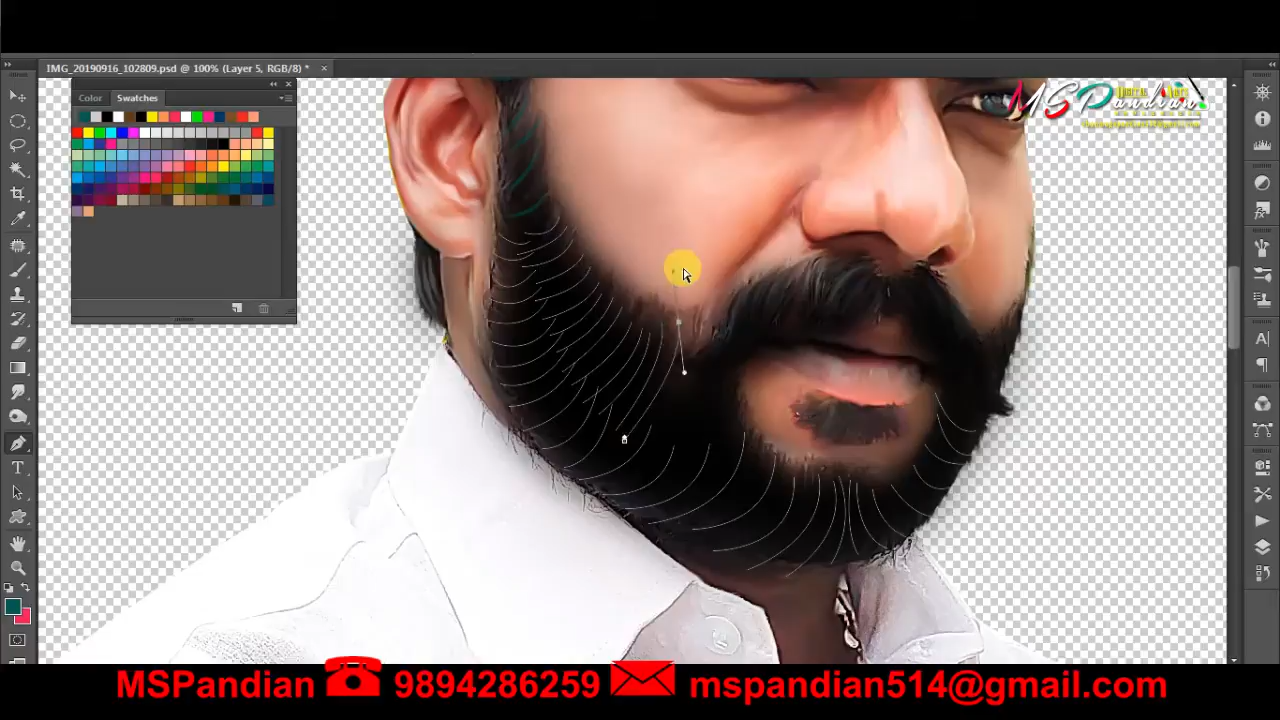 IMG_20190916_102809.psd @ 100% (Layer 5, RGB/8) *
Color Swatches
MSPandian
MSPandian 9894286259 mspandian514@gmail.com